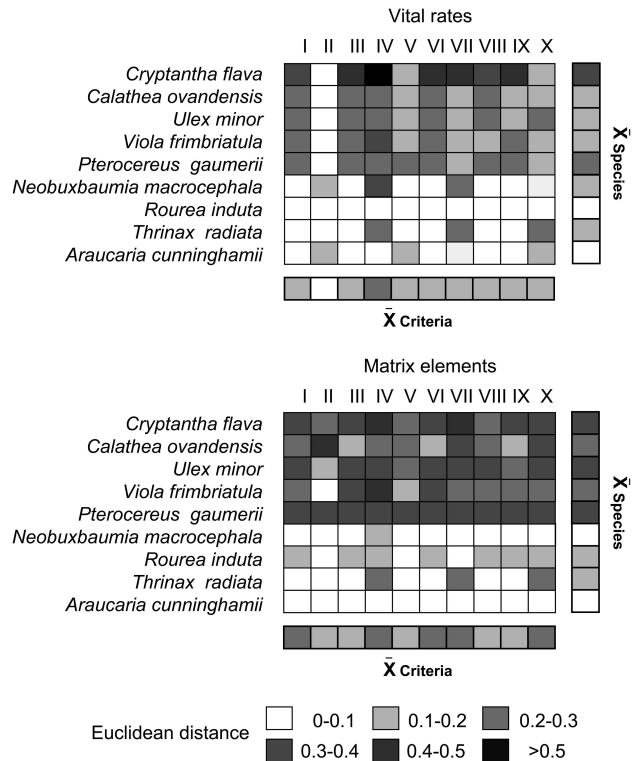 Vital rates
I II III IV V VI VII VIII IX X
Cryptantha flava
Calathea ovandensis
Ulex minor
Viola frimbriatula
Pterocereus gaumerii
Neobuxbaumia macrocephala
Rourea induta
Thrinax radiata
Araucaria cunninghamii
X̄ Species
X̄ Criteria
Matrix elements
I II III IV V VI VII VIII IX X
Cryptantha flava
Calathea ovandensis
Ulex minor
Viola frimbriatula
Pterocereus gaumerii
Neobuxbaumia macrocephala
Rourea induta
Thrinax radiata
Araucaria cunninghamii
X̄ Species
X̄ Criteria
Euclidean distance
0-0.1 0.1-0.2 0.2-0.3
0.3-0.4 0.4-0.5 >0.5